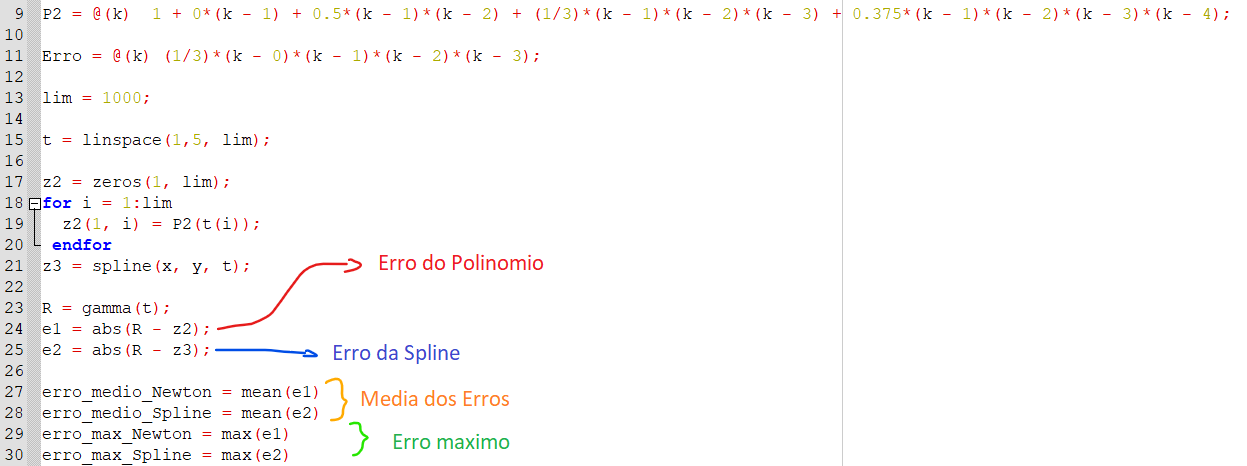 9 P2 = @(k)  1 + 0*(k - 1) + 0.5*(k - 1)*(k - 2) + (1/3)*(k - 1)*(k - 2)*(k - 3) + 0.375*(k - 1)*(k - 2)*(k - 3)*(k - 4);
10
11 Erro = @(k) (1/3)*(k - 0)*(k - 1)*(k - 2)*(k - 3);
12
13 lim = 1000;
14
15 t = linspace(1,5, lim);
16
17 z2 = zeros(1, lim);
18 for i = 1:lim
19   z2(1, i) = P2(t(i));
20  endfor
21 z3 = spline(x, y, t);
Erro do Polinomio
22
23 R = gamma(t);
24 e1 = abs(R - z2);
25 e2 = abs(R - z3);
Erro da Spline
26
27 erro_medio_Newton = mean(e1)
Media dos Erros
28 erro_medio_Spline = mean(e2)
29 erro_max_Newton = max(e1)
Erro maximo
30 erro_max_Spline = max(e2)